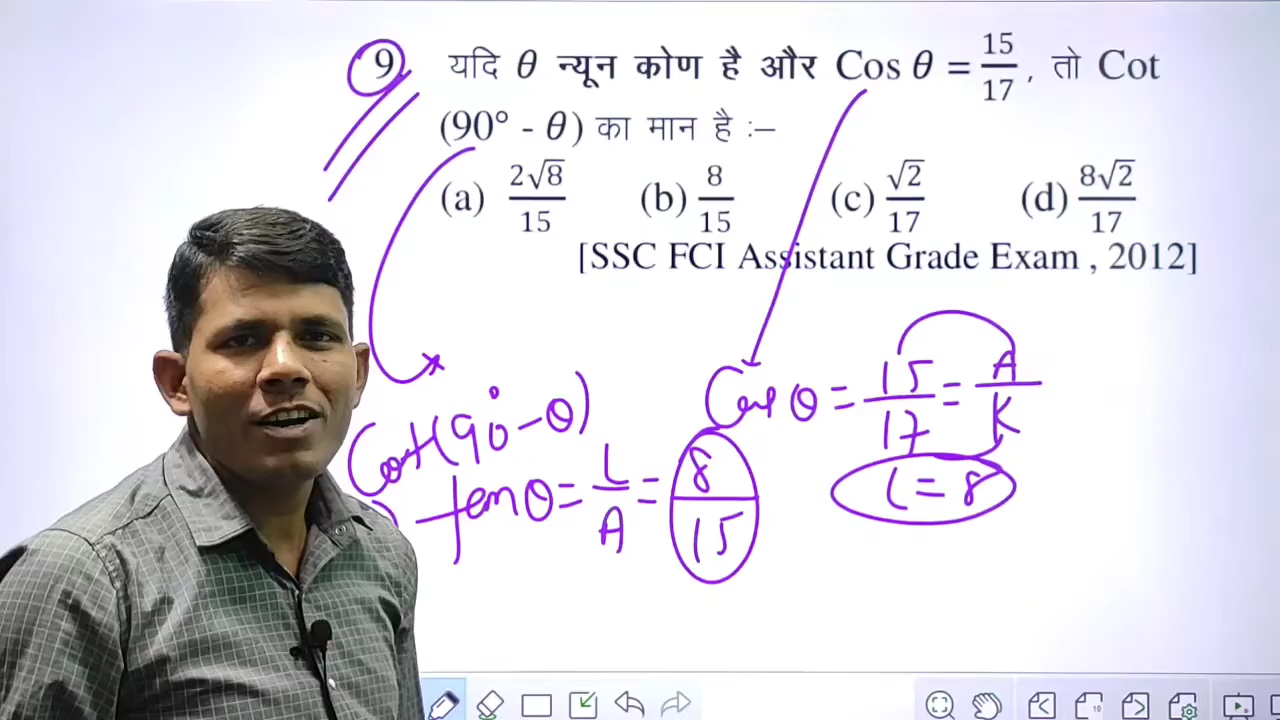 9 यदि θ न्यून कोण है और Cos θ = 15/17, तो Cot
(90° - θ) का मान है :–
(a) 2√8/15 (b) 8/15 (c) √2/17 (d) 8√2/17
[SSC FCI Assistant Grade Exam , 2012]
Cos θ = 15/17 = A/K
L = 8
Cot(90° - θ)
tan θ = L/A = 8/15